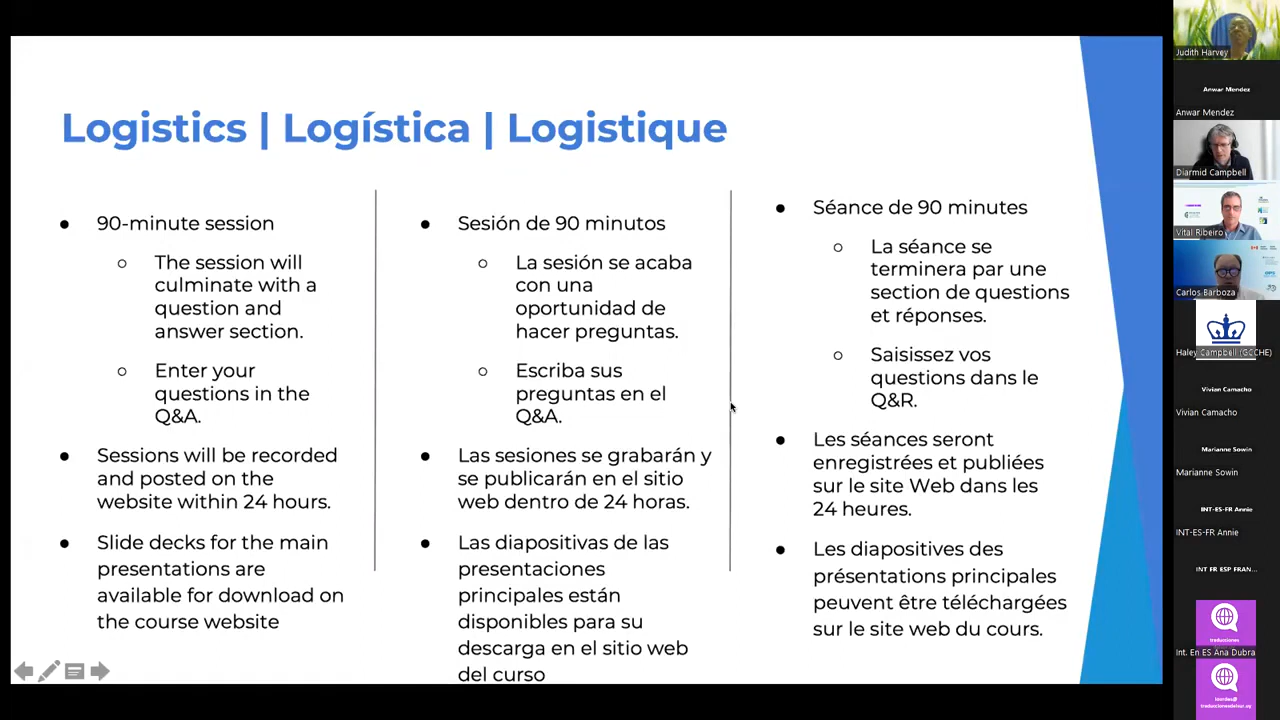 Logistics | Logística | Logistique
90-minute session
The session will
culminate with a
question and
answer section.
Enter your
questions in the
Q&A.
Sessions will be recorded
and posted on the
website within 24 hours.
Slide decks for the main
presentations are
available for download on
the course website
Sesión de 90 minutos
La sesión se acaba
con una
oportunidad de
hacer preguntas.
Escriba sus
preguntas en el
Q&A.
Las sesiones se grabarán y
se publicarán en el sitio
web dentro de 24 horas.
Las diapositivas de las
presentaciones
principales están
disponibles para su
descarga en el sitio web
del curso
Séance de 90 minutes
La séance se
terminera par une
section de questions
et réponses.
Saisissez vos
questions dans le
Q&R.
Les séances seront
enregistrées et publiées
sur le site Web dans les
24 heures.
Les diapositives des
présentations principales
peuvent être téléchargées
sur le site web du cours.
Judith Harvey
Anwar Mendez
Anwar Mendez
Diarmid Campbell
Vital Ribeiro
Carlos Barboza
Haley Campbell (GCCHE)
Vivian Camacho
Vivian Camacho
Marianne Sowin
Marianne Sowin
INT-ES-FR Annie
INT-ES-FR Annie
INT FR ESP FRAN...
traducciones
Int. En ES Ana Dubra
lourdes@
traduccionesdelsur.uy